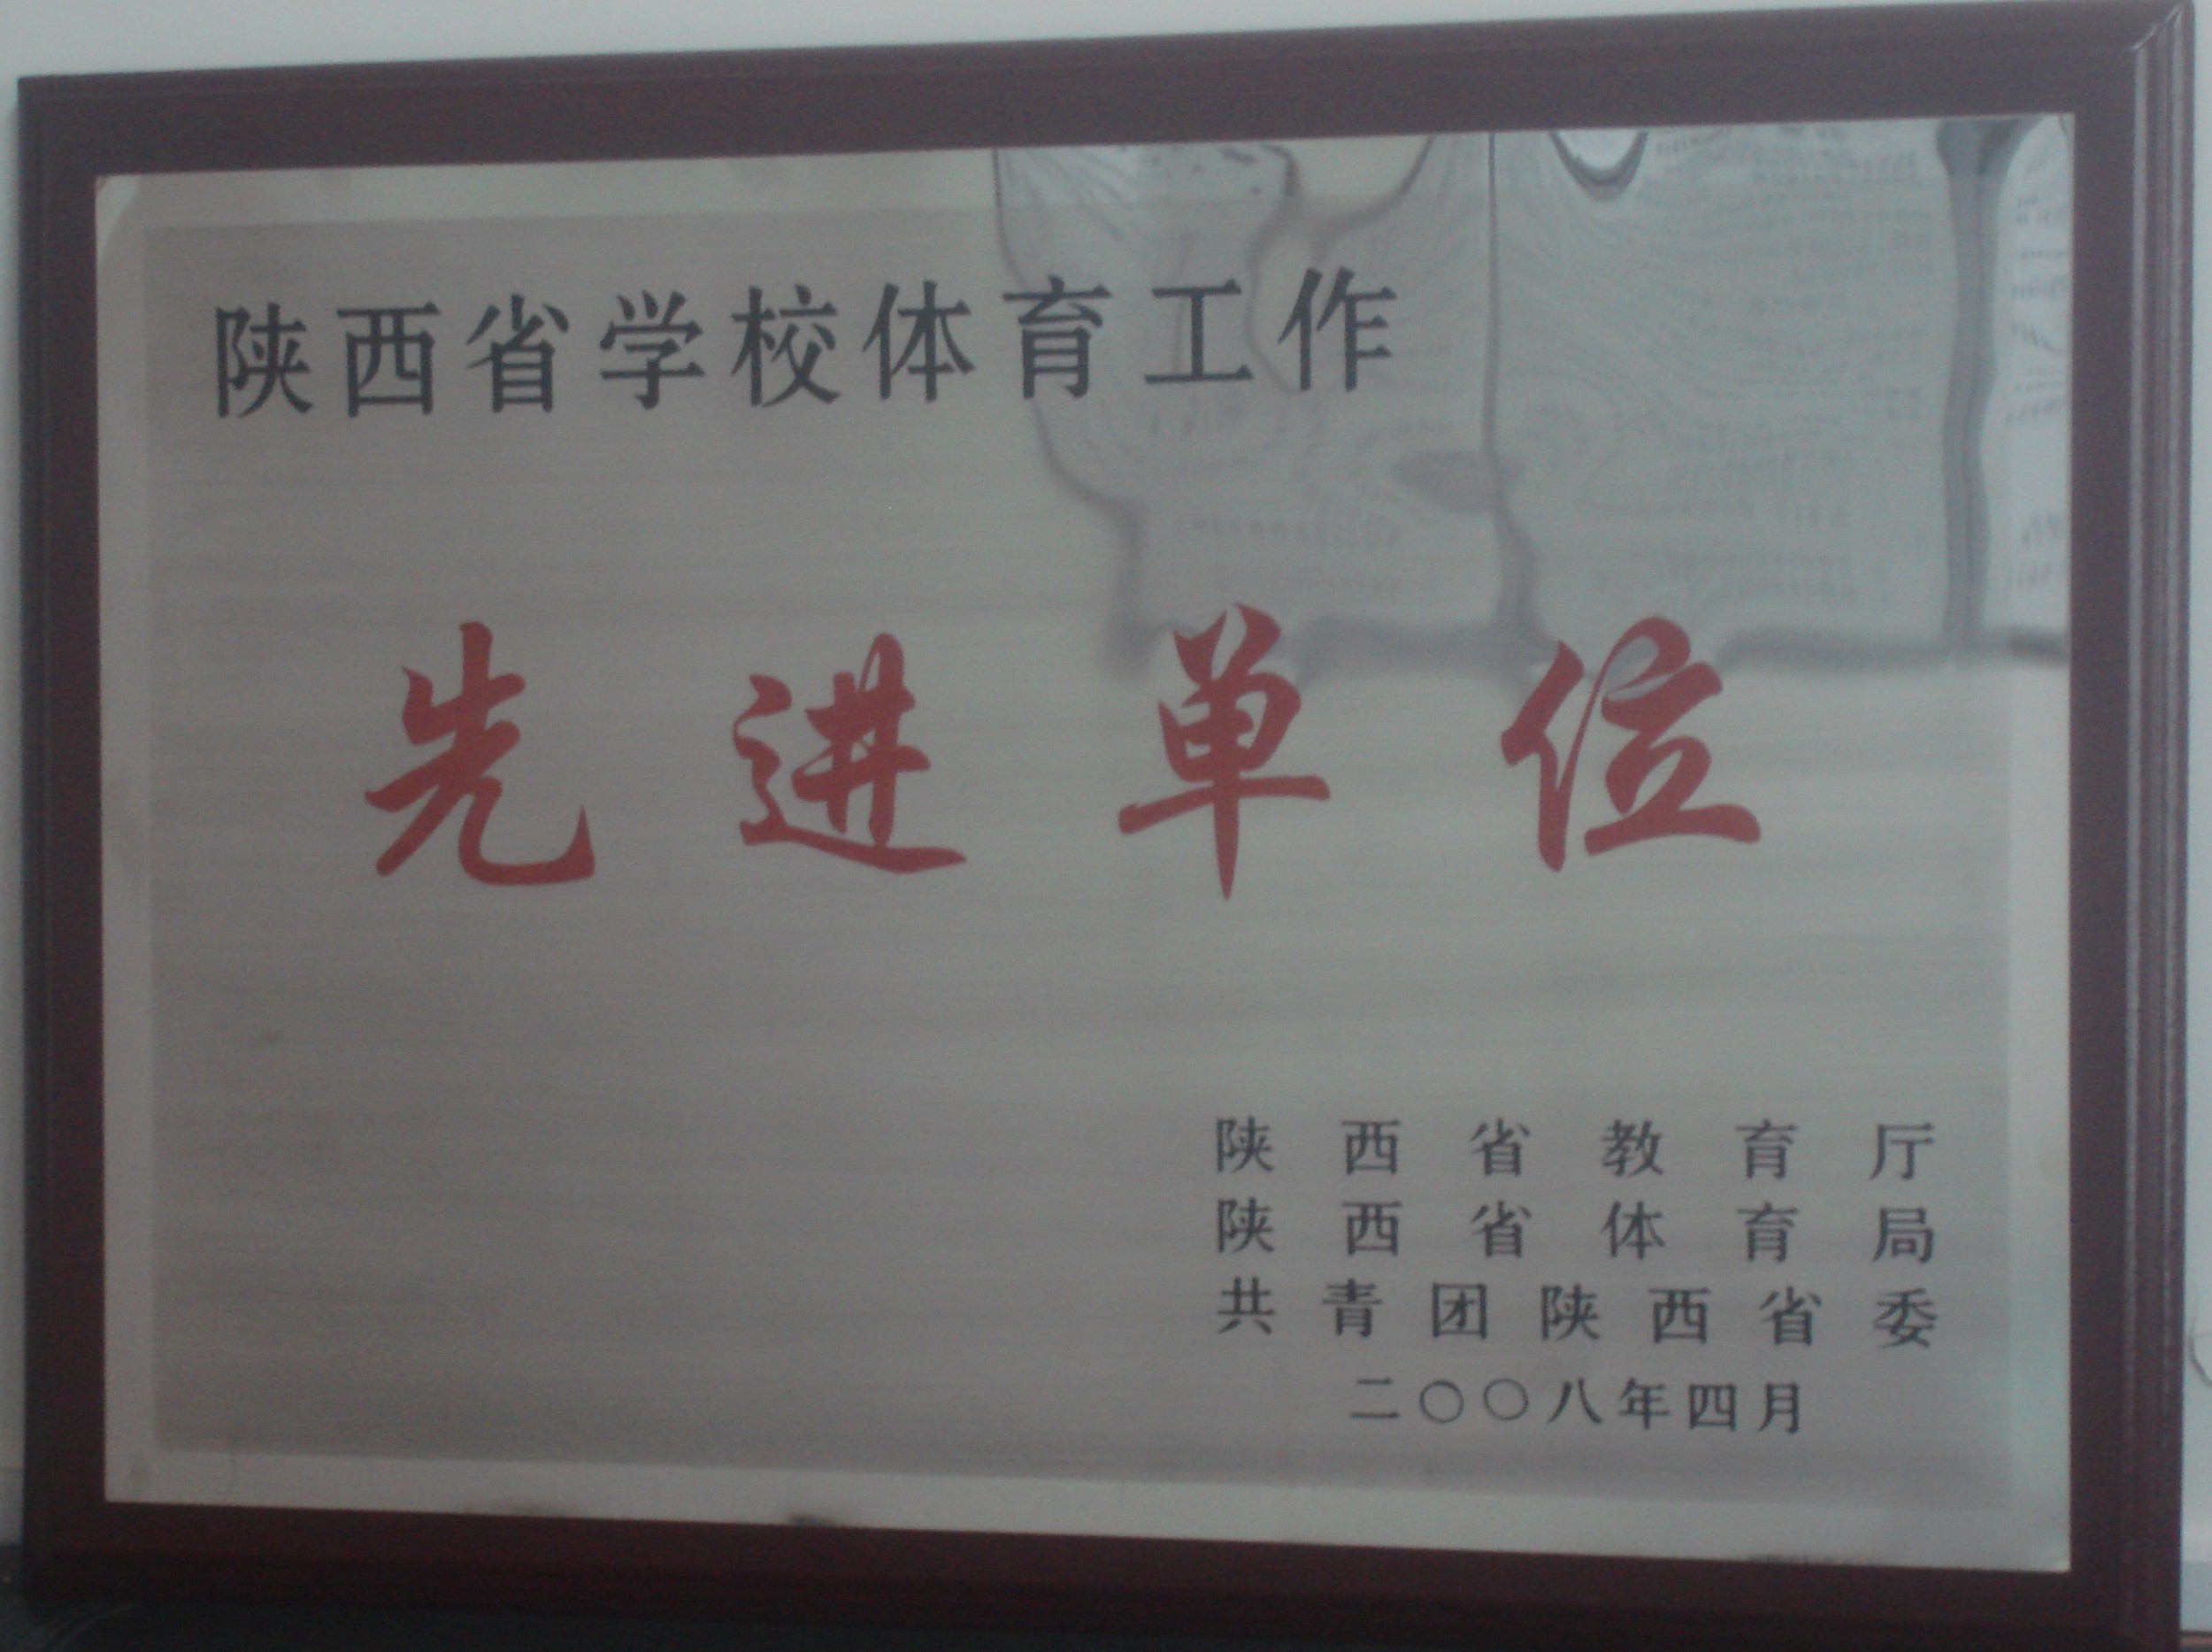 陕西省学校体育工作
先进单位
陕西省教育厅
陕西省体育局
共青团陕西省委
二〇〇八年四月